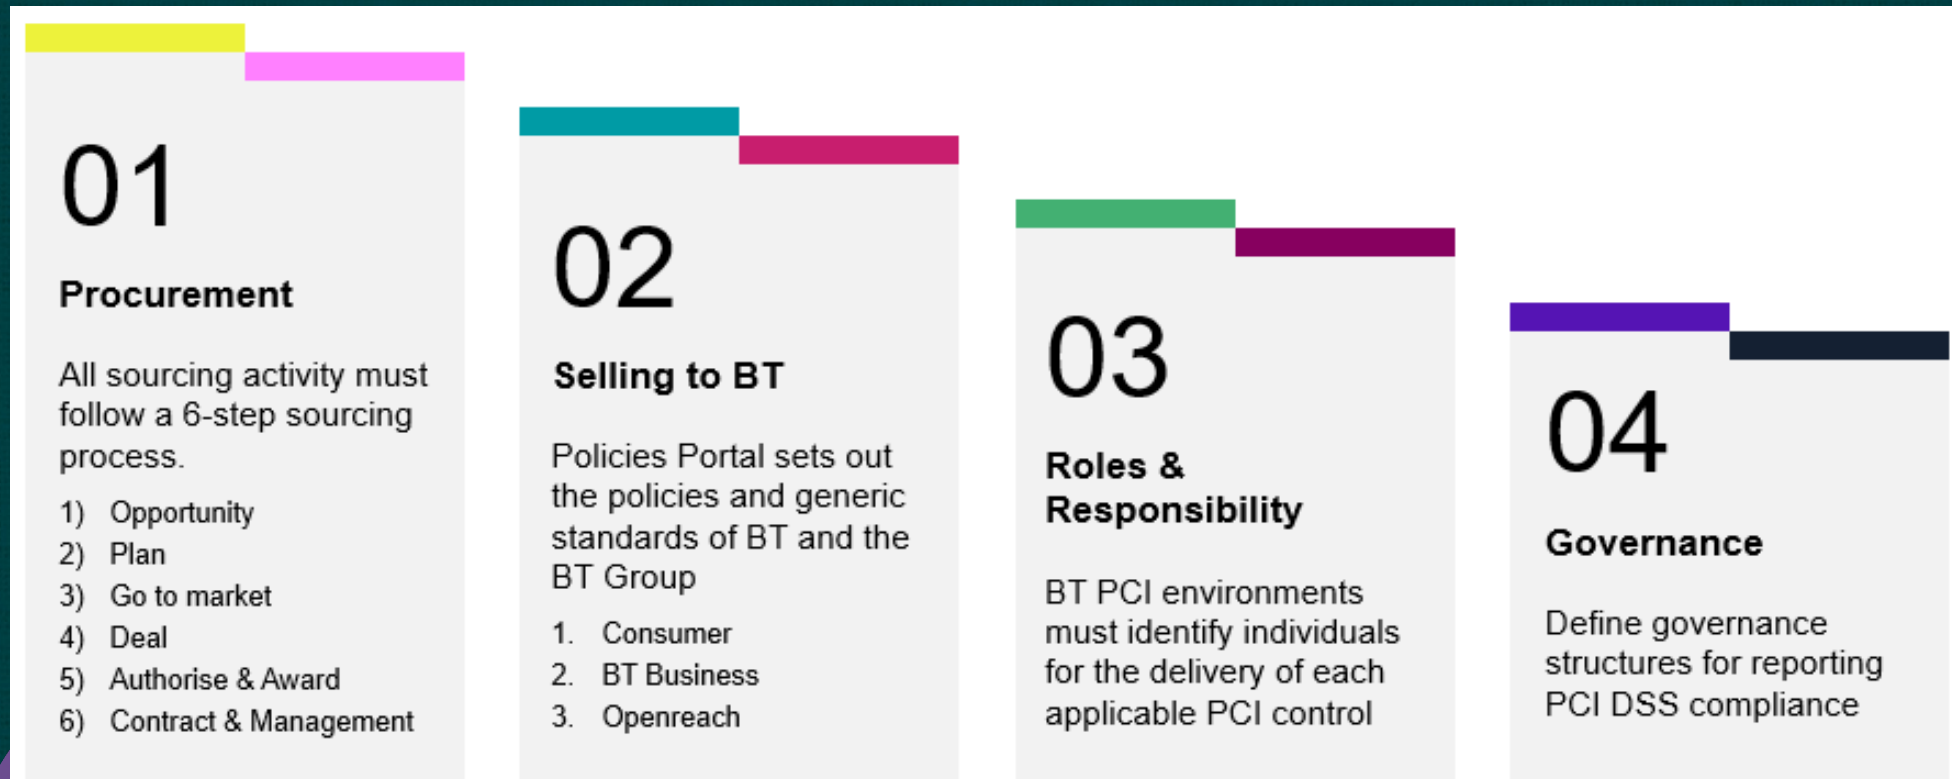 01
Procurement
All sourcing activity must
follow a 6-step sourcing
process.
1) Opportunity
2) Plan
3) Go to market
4) Deal
5) Authorise & Award
6) Contract & Management
02
Selling to BT
Policies Portal sets out
the policies and generic
standards of BT and the
BT Group
1. Consumer
2. BT Business
3. Openreach
03
Roles &
Responsibility
BT PCI environments
must identify individuals
for the delivery of each
applicable PCI control
04
Governance
Define governance
structures for reporting
PCI DSS compliance